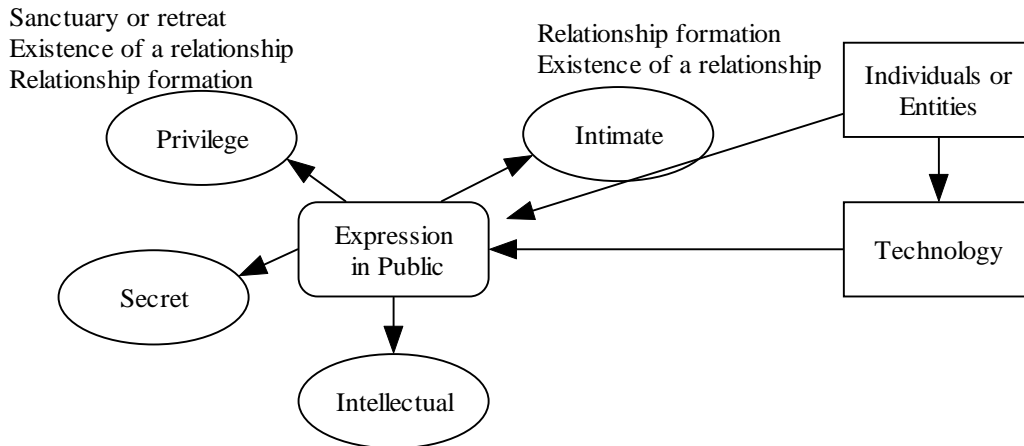 Sanctuary or retreat
Existence of a relationship
Relationship formation
Relationship formation
Existence of a relationship
Individuals or
Entities
Privilege
Intimate
Expression
in Public
Technology
Secret
Intellectual